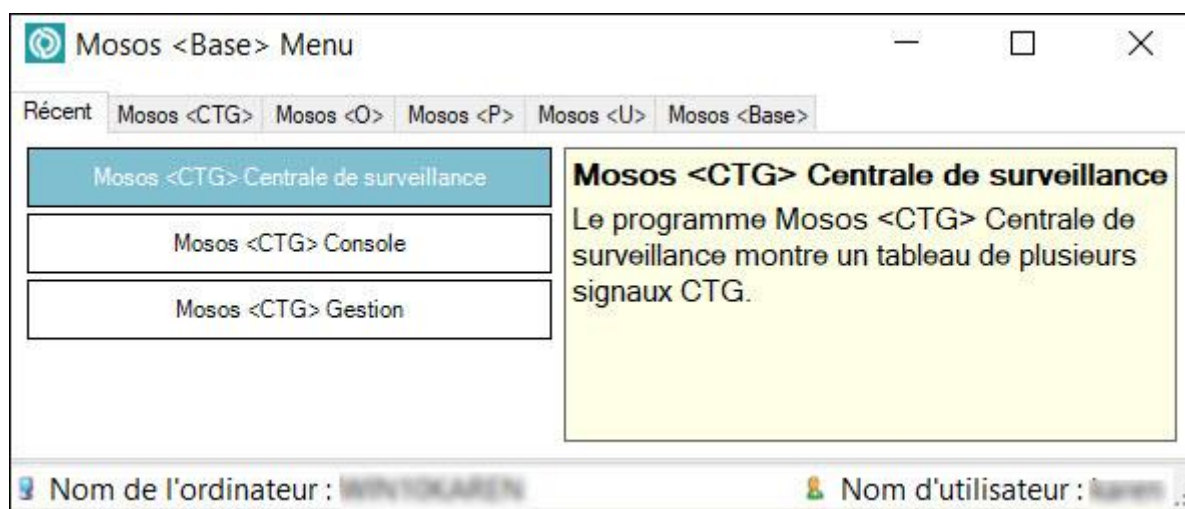 Mosos <Base> Menu
Récent Mosos <CTG> Mosos <O> Mosos <P> Mosos <U> Mosos <Base>
Mosos <CTG> Centrale de surveillance
Mosos <CTG> Console
Mosos <CTG> Gestion
Mosos <CTG> Centrale de surveillance
Le programme Mosos <CTG> Centrale de
surveillance montre un tableau de plusieurs
signaux CTG.
Nom de l'ordinateur : Nom d'utilisateur :